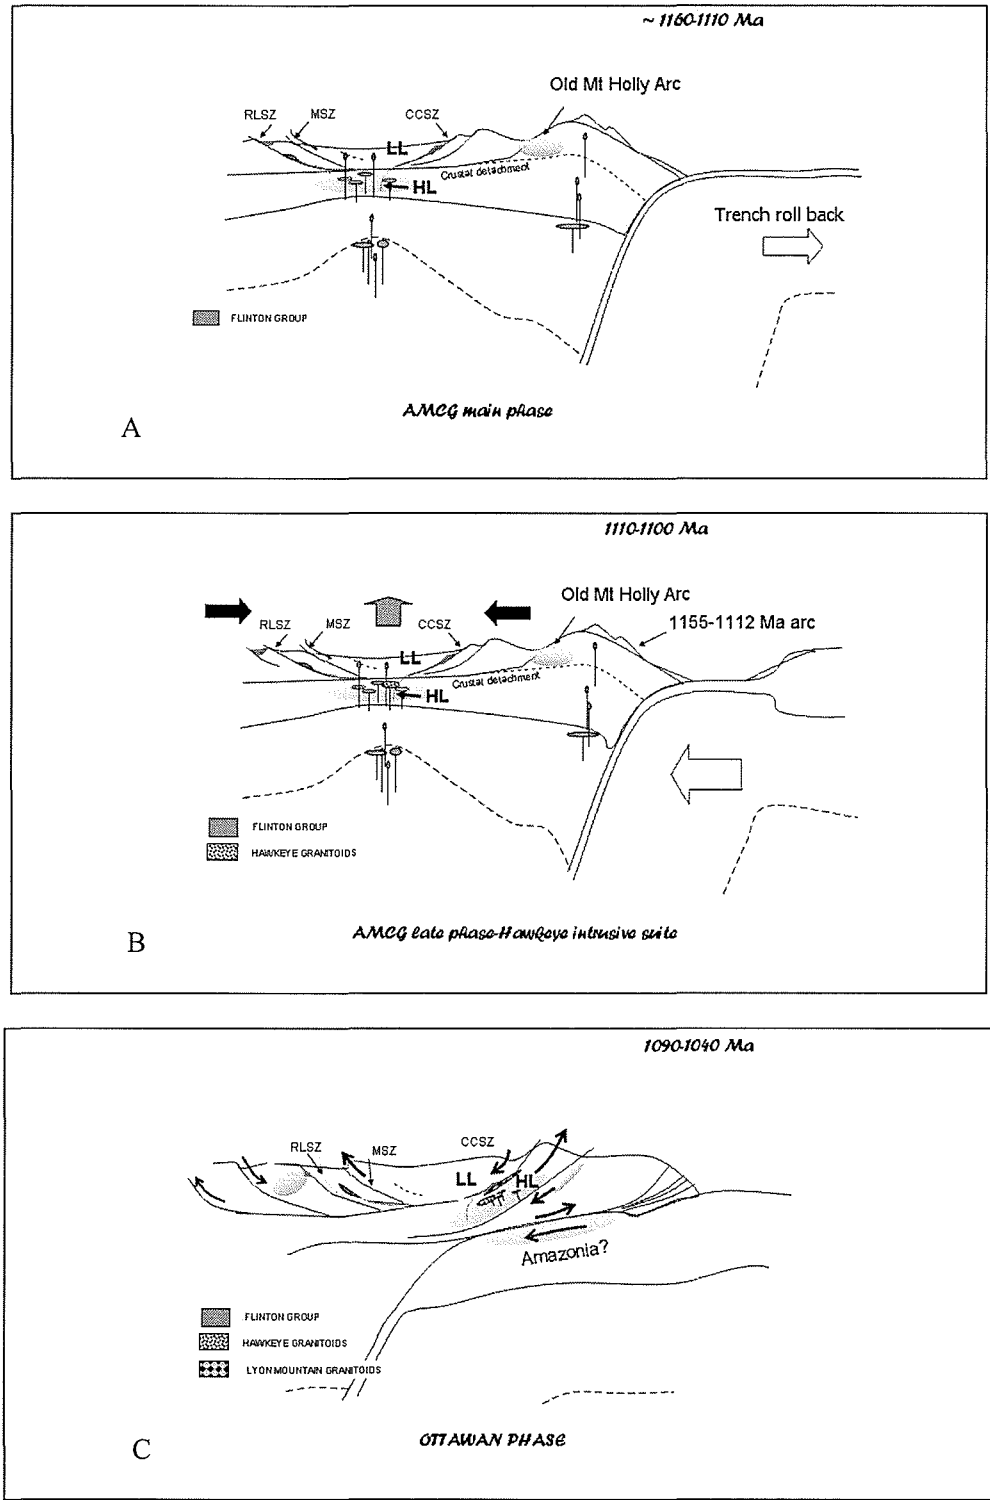 ~ 1160-1110 Ma
Old Mt Holly Arc
RLSZ
MSZ
CCSZ
LL
Crustal detachment
HL
Trench roll back
FLINTON GROUP
AMCG main phase
A
1110-1100 Ma
Old Mt Holly Arc
1155-1112 Ma arc
RLSZ
MSZ
CCSZ
LL
Crustal detachment
HL
FLINTON GROUP
HAWKEYE GRANITOIDS
AMCG late phase-Hawkeye intrusive suite
B
1090-1040 Ma
RLSZ
MSZ
CCSZ
LL
HL
Amazonia?
FLINTON GROUP
HAWKEYE GRANITOIDS
LYON MOUNTAIN GRANITOIDS
OTTAWAN PHASE
C